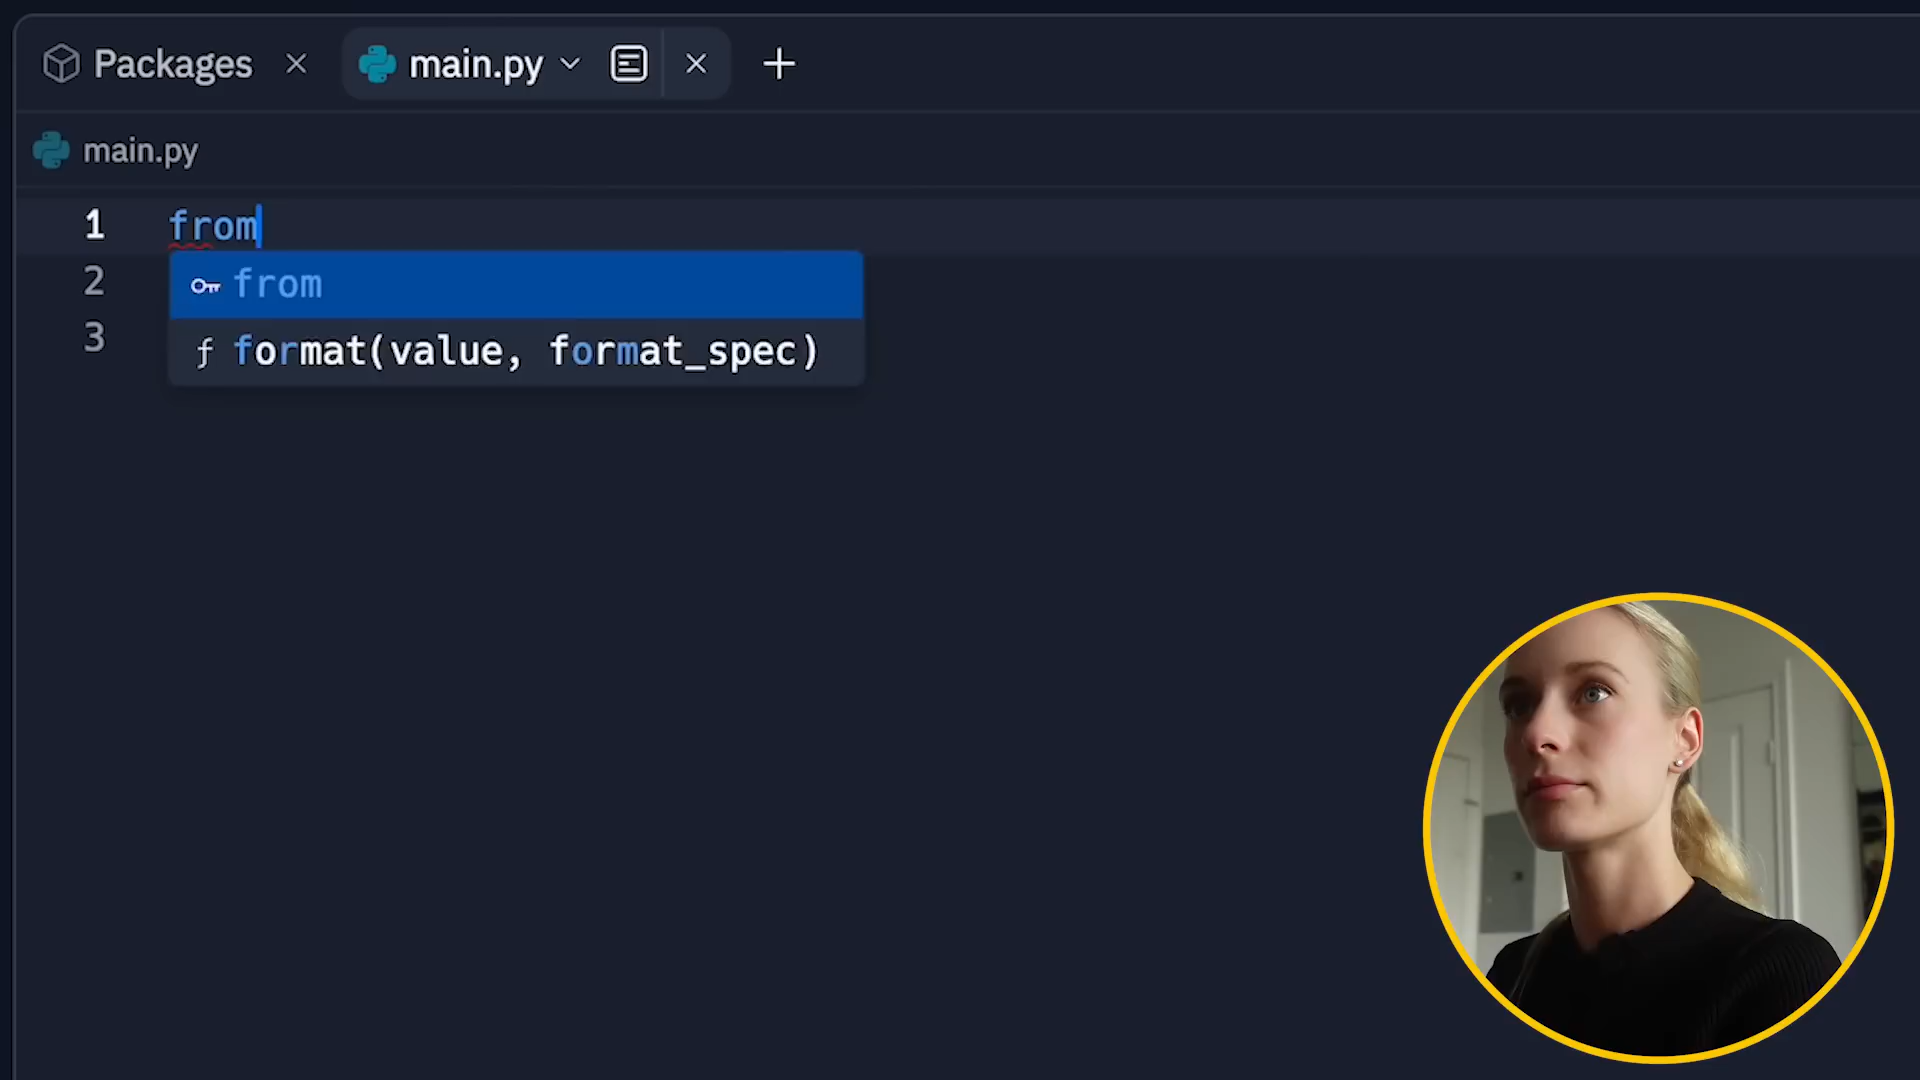 Packages
main.py
main.py
1 from
from
2
format(value, format_spec)
3